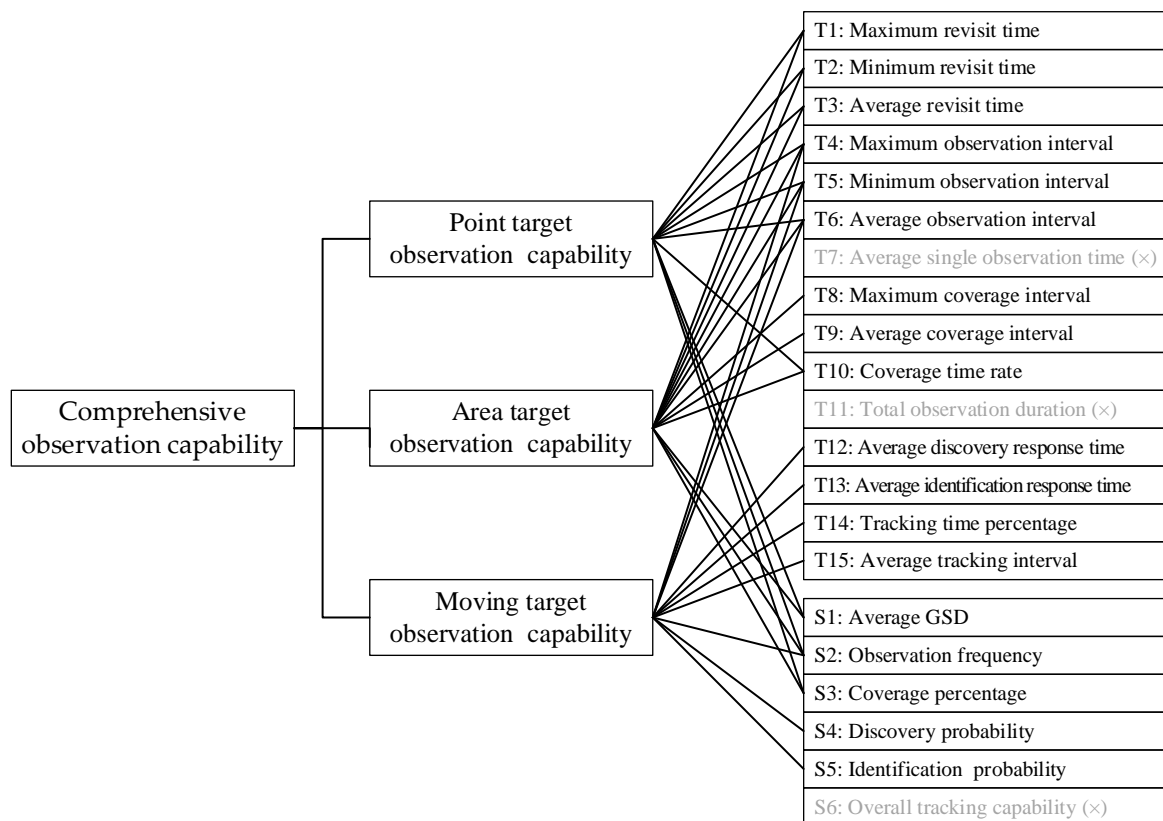 Comprehensive
observation capability
Point target
observation capability
Area target
observation capability
Moving target
observation capability
T1: Maximum revisit time
T2: Minimum revisit time
T3: Average revisit time
T4: Maximum observation interval
T5: Minimum observation interval
T6: Average observation interval
T7: Average single observation time (×)
T8: Maximum coverage interval
T9: Average coverage interval
T10: Coverage time rate
T11: Total observation duration (×)
T12: Average discovery response time
T13: Average identification response time
T14: Tracking time percentage
T15: Average tracking interval
S1: Average GSD
S2: Observation frequency
S3: Coverage percentage
S4: Discovery probability
S5: Identification probability
S6: Overall tracking capability (×)